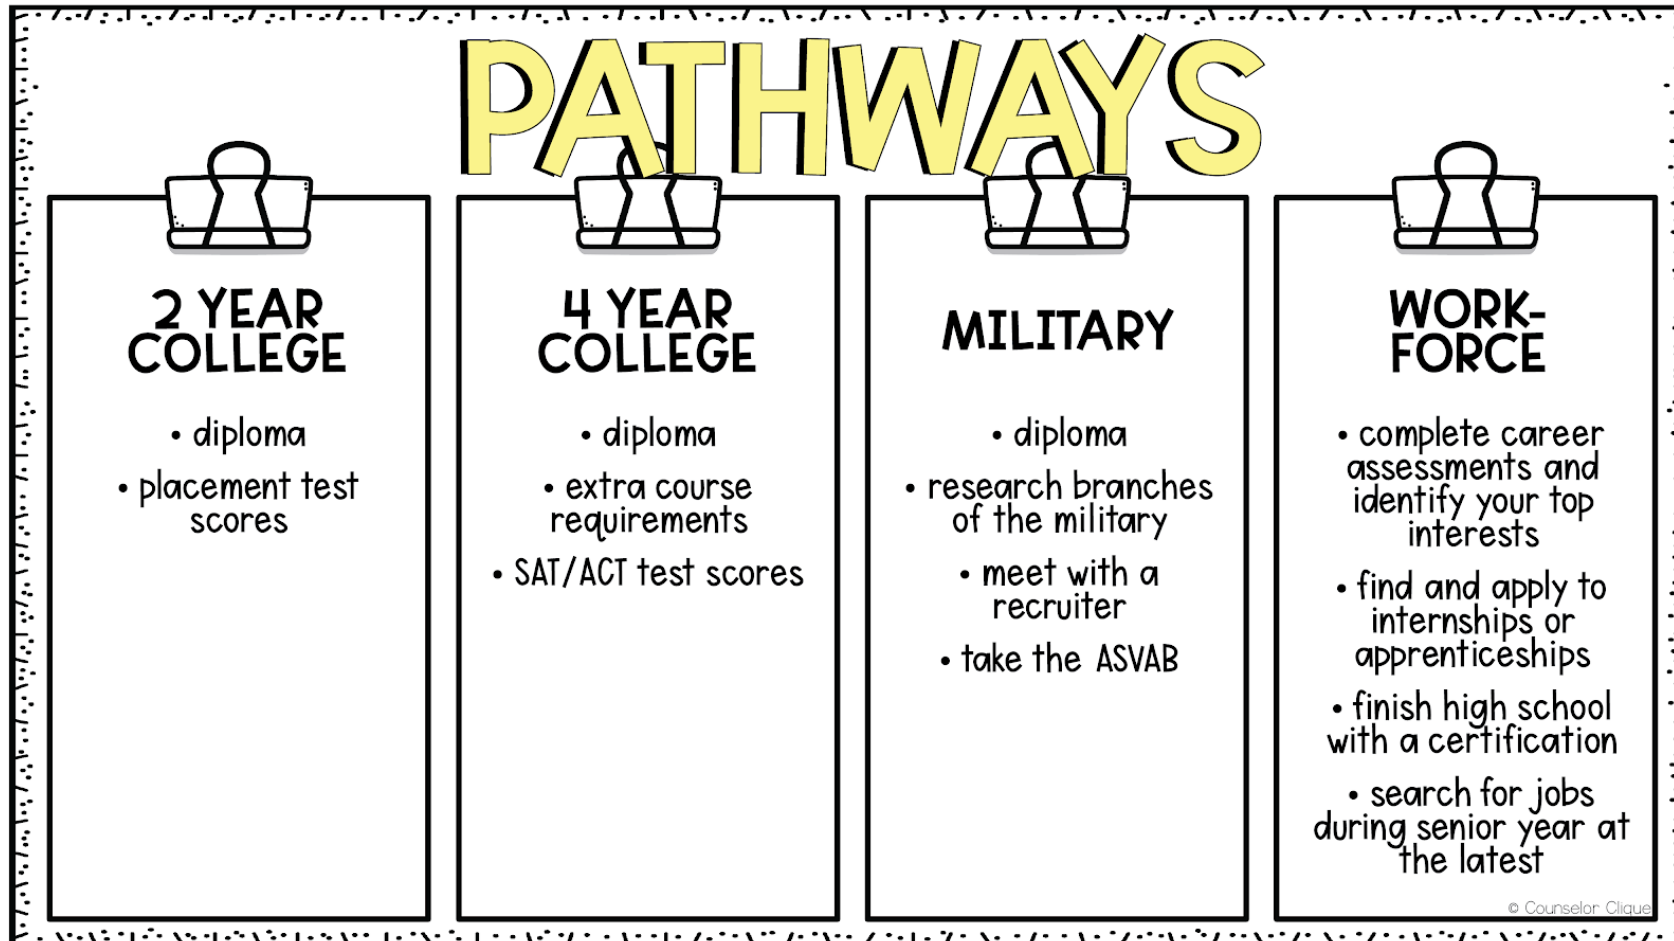 PATHWAYS
2 YEAR
COLLEGE
• diploma
• placement test
scores
4 YEAR
COLLEGE
• diploma
• extra course
requirements
• SAT/ACT test scores
MILITARY
• diploma
• research branches
of the military
• meet with a
recruiter
• take the ASVAB
WORK-
FORCE
• complete career
assessments and
identify your top
interests
• find and apply to
internships or
apprenticeships
• finish high school
with a certification
• search for jobs
during senior year at
the latest
© Counselor Clique